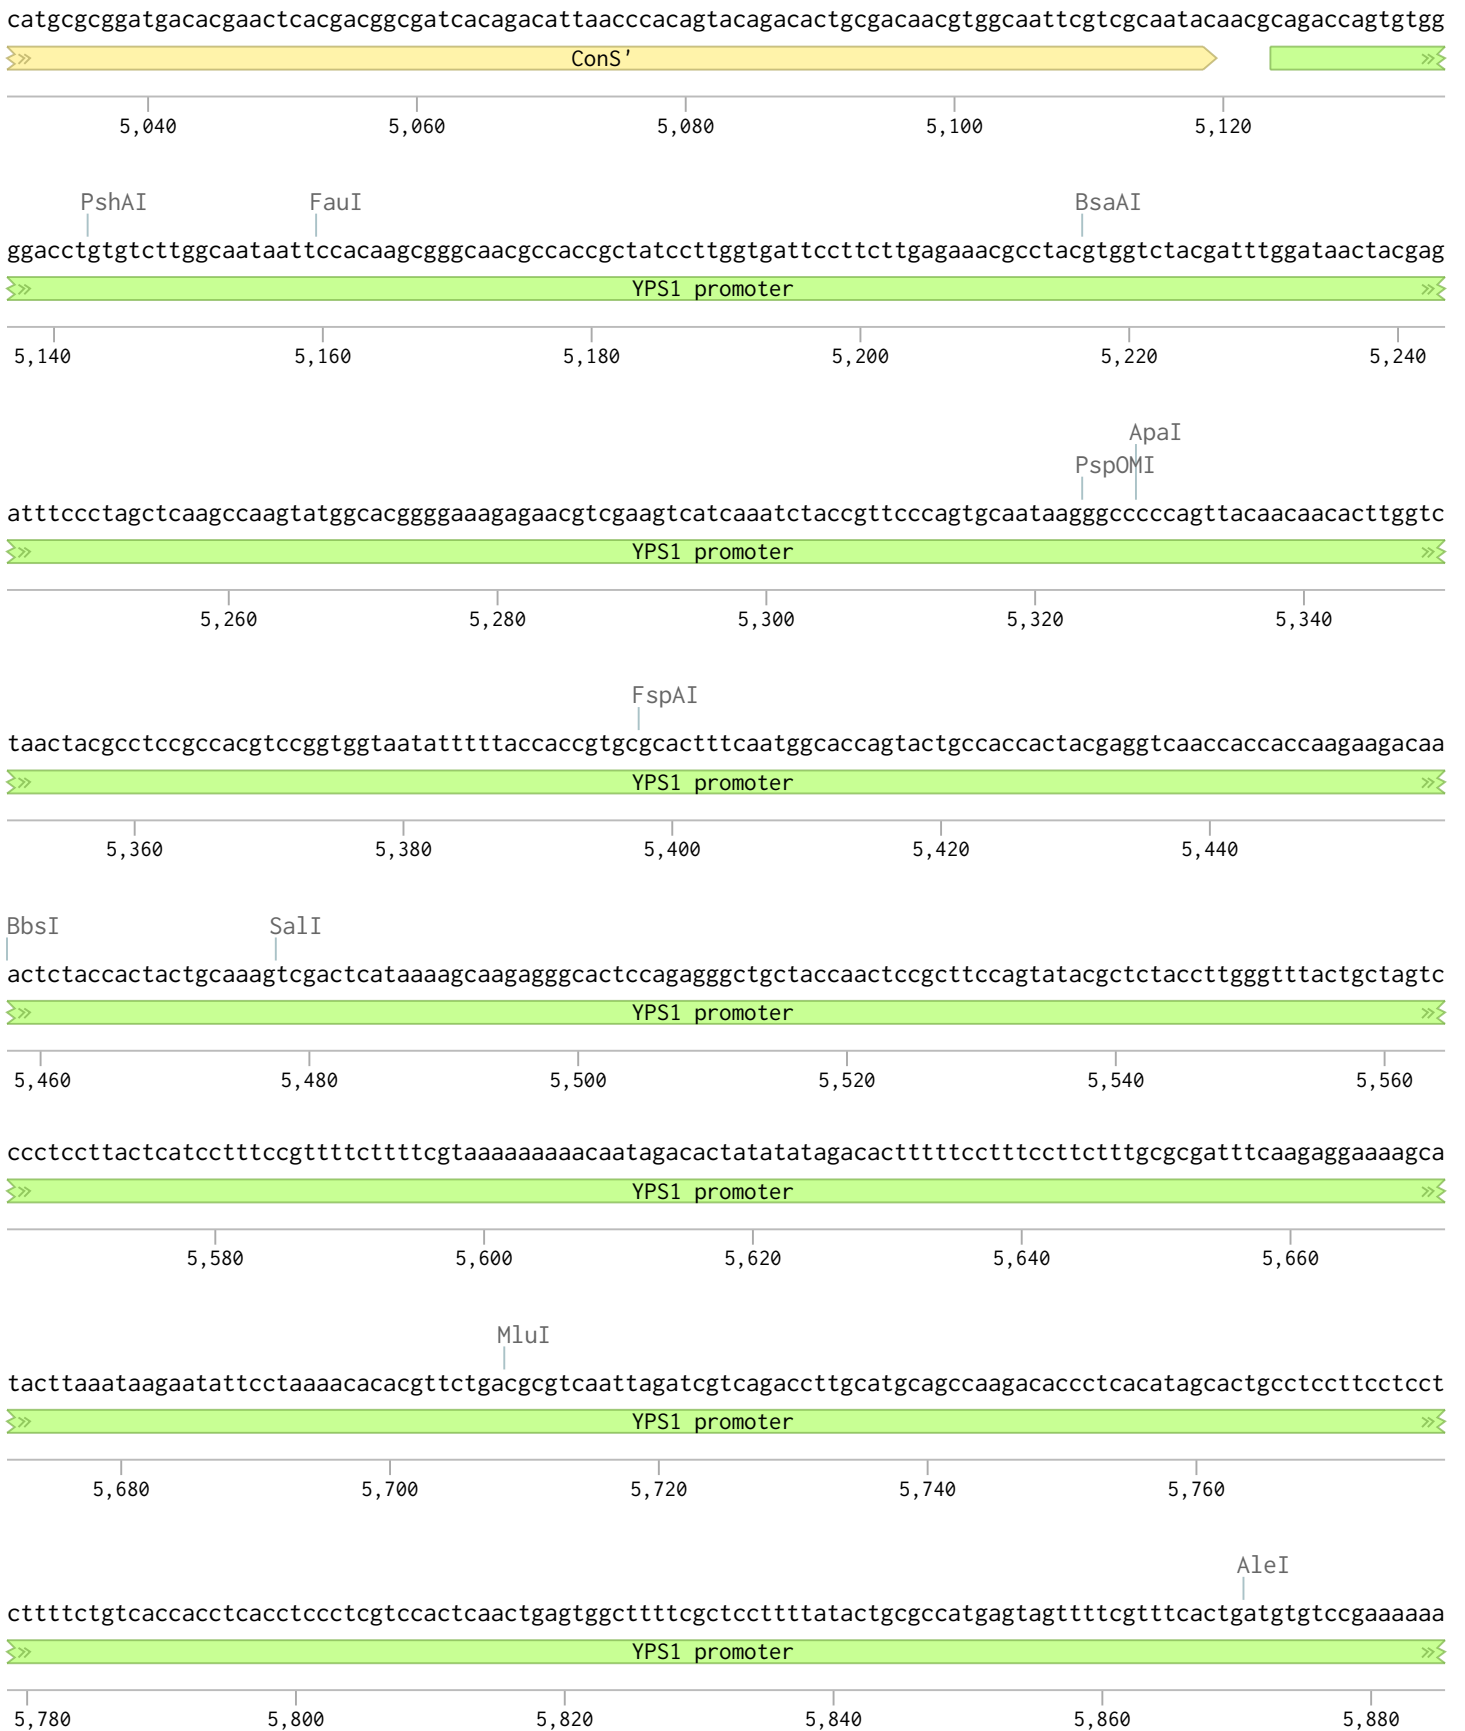 catgcgcggatgacacgaactcacgacggcgatcacagacattaacccacagtacagacactgcgacaacgtggcaattcgtcgcaatacaacgcagaccagtgtgg
ConS'
5,040 5,060 5,080 5,100 5,120
PshAI FauI BsaAI
ggacctgtgtcttggcaataattccacaagcgggcaacgccaccgctatccttggtgattccttcttgagaaacgcctacgtggtctacgatttggataactacgag
YPS1 promoter
5,140 5,160 5,180 5,200 5,220 5,240
ApaI
PspOMI
atttccctagctcaagccaagtatggcacggggaaagagaacgtcgaagtcatcaaatctaccgttcccagtgcaataagggcccccagttacaacaacacttggtc
YPS1 promoter
5,260 5,280 5,300 5,320 5,340
FspAI
taactacgcctccgccacgtccggtggtaatatttttaccaccgtgcgcactttcaatggcaccagtactgccaccactacgaggtcaaccaccaccaagaagacaa
YPS1 promoter
5,360 5,380 5,400 5,420 5,440
BbsI SalI
actctaccactactgcaaagtcgactcataaaagcaagagggcactccagagggctgctaccaactccgcttccagtatacgctctaccttgggtttactgctagtc
YPS1 promoter
5,460 5,480 5,500 5,520 5,540 5,560
ccctccttactcatcctttccgttttcttttcgtaaaaaaaaacaatagacactatatatagacactttttcctttccttctttgcgcgatttcaagaggaaaagca
YPS1 promoter
5,580 5,600 5,620 5,640 5,660
MluI
tacttaaataagaatattcctaaaacacacgttctgacgcgtcaattagatcgtcagaccttgcatgcagccaagacaccctcacatagcactgcctccttcctcct
YPS1 promoter
5,680 5,700 5,720 5,740 5,760
AleI
cttttctgtcaccacctcacctccctcgtccactcaactgagtggcttttcgctccttttatactgcgccatgagtagttttcgtttcactgatgtgtccgaaaaaa
YPS1 promoter
5,780 5,800 5,820 5,840 5,860 5,880